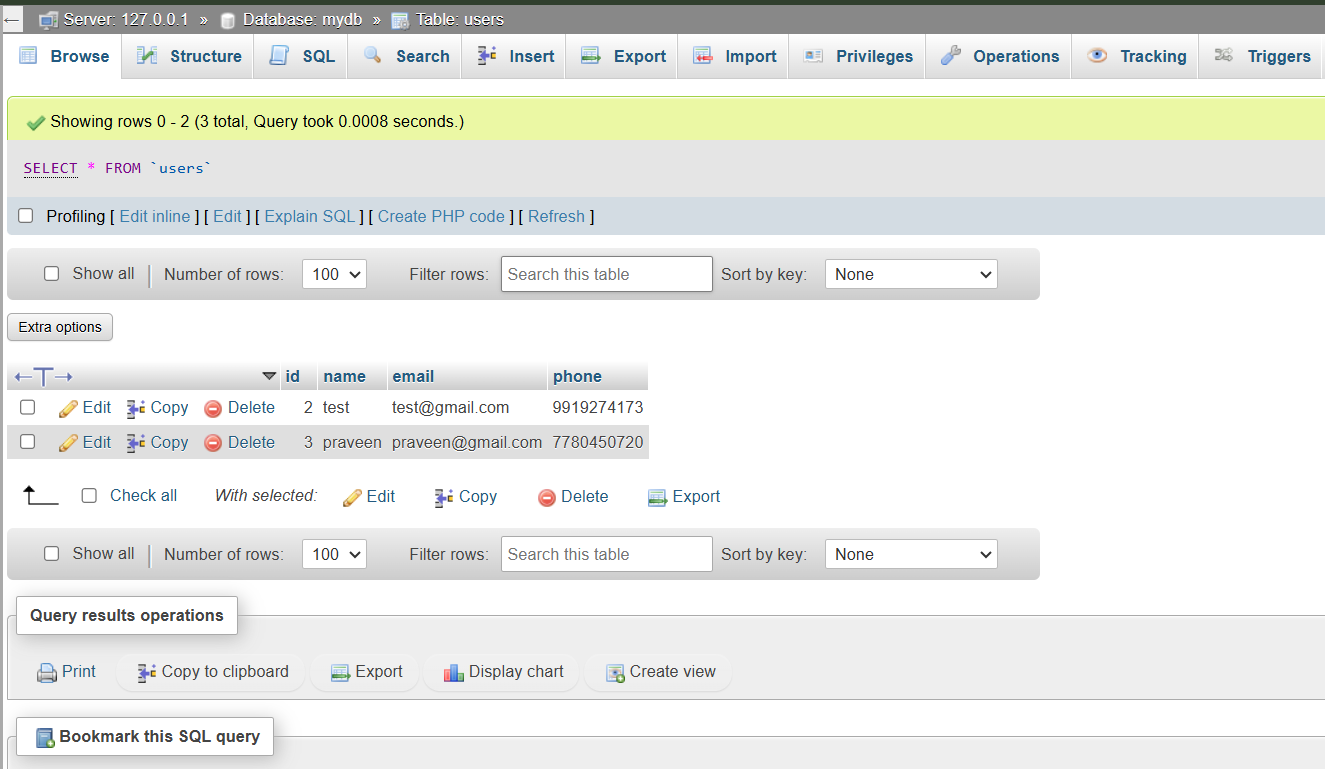 Server: 127.0.0.1 » Database: mydb » Table: users
Browse Structure SQL Search Insert Export Import Privileges Operations Tracking Triggers
Showing rows 0 - 2 (3 total, Query took 0.0008 seconds.)
SELECT * FROM `users`
Profiling [ Edit inline ] [ Edit ] [ Explain SQL ] [ Create PHP code ] [ Refresh ]
Show all | Number of rows: 100 Filter rows: Search this table Sort by key: None
Extra options
←T→ id name email phone
Edit Copy Delete 2 test test@gmail.com 9919274173
Edit Copy Delete 3 praveen praveen@gmail.com 7780450720
Check all With selected: Edit Copy Delete Export
Show all | Number of rows: 100 Filter rows: Search this table Sort by key: None
Query results operations
Print Copy to clipboard Export Display chart Create view
Bookmark this SQL query